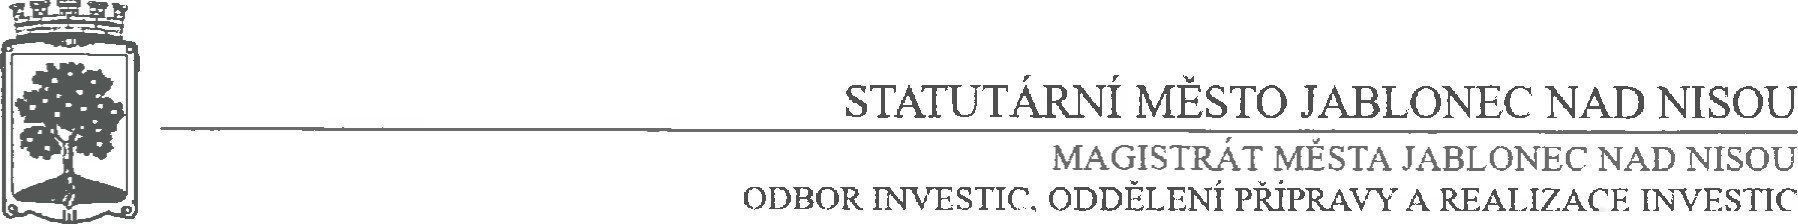 STATUTÁRNÍ MĚSTO JABLONEC NAD NISOU
MAGISTRÁT MĚSTA JABLONEC NAD NISOU
ODBOR INVESTIC, ODDĚLENÍ PŘÍPRAVY A REALIZACE INVESTIC